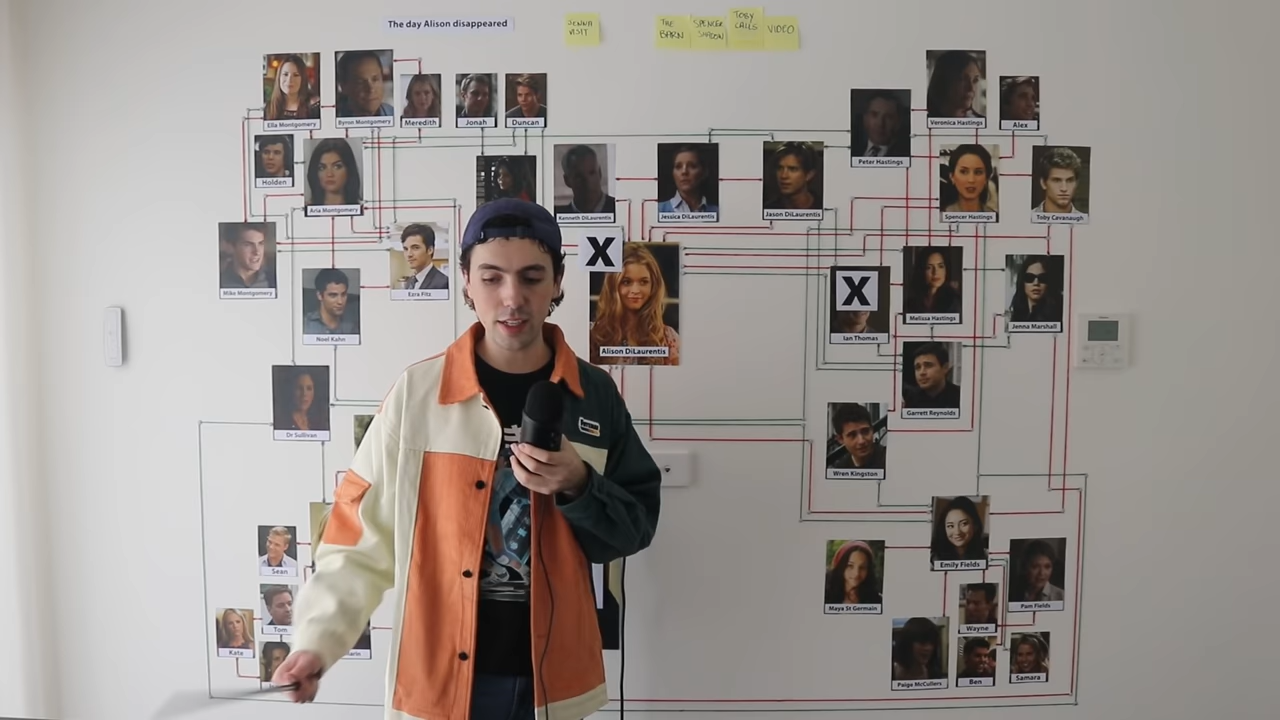 The day Alison disappeared
JENNA
VISIT
THE
BARN
SPENCER
SHADOW
TOBY
CALLS
VIDEO
Ella Montgomery
Byron Montgomery
Meredith
Jonah
Duncan
Veronica Hastings
Alex
Peter Hastings
Holden
Aria Montgomery
Kenneth DiLaurentis
Jessica DiLaurentis
Jason DiLaurentis
Spencer Hastings
Toby Cavanaugh
Mike Montgomery
Ezra Fitz
X
X
Noel Kahn
Alison DiLaurentis
Ian Thomas
Melissa Hastings
Jenna Marshall
Garrett Reynolds
Dr Sullivan
Wren Kingston
Sean
Emily Fields
Maya St Germain
Pam Fields
Tom
Wayne
Kate
Paige McCullers
Ben
Samara